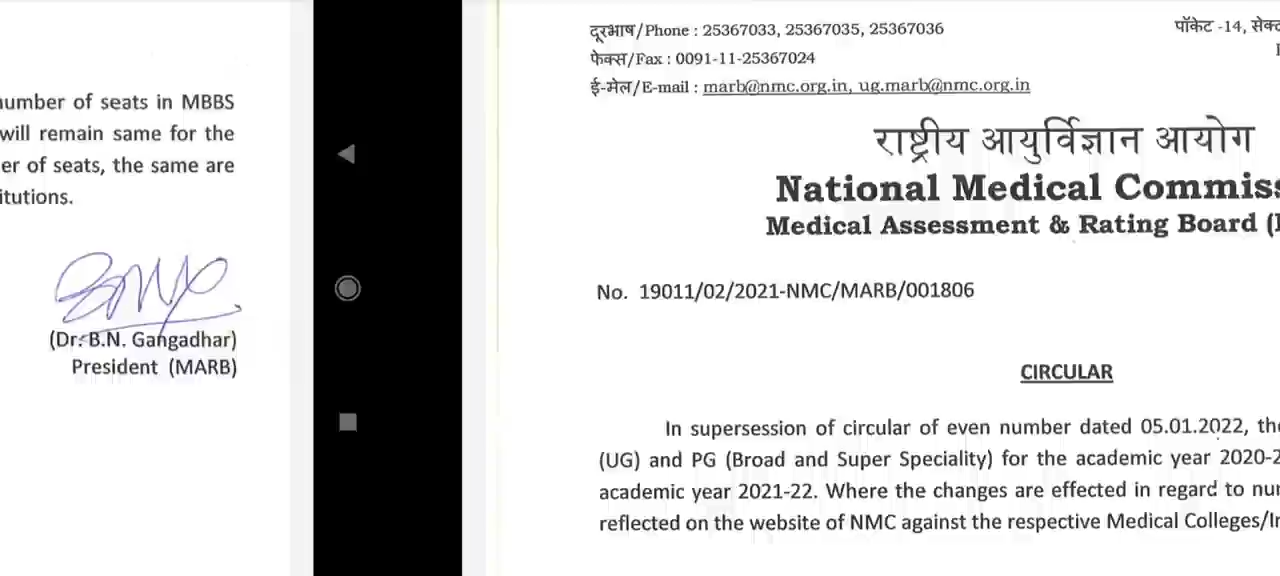 number of seats in MBBS
will remain same for the
er of seats, the same are
itutions.
(Dr. B.N. Gangadhar)
President (MARB)
दूरभाष/Phone : 25367033, 25367035, 25367036
फेक्स/Fax : 0091-11-25367024
ई-मेल/E-mail : marb@nmc.org.in, ug.marb@nmc.org.in
पॉकेट -14, सेक्ट
राष्ट्रीय आयुर्विज्ञान आयोग
National Medical Commiss
Medical Assessment & Rating Board (
No. 19011/02/2021-NMC/MARB/001806
CIRCULAR
In supersession of circular of even number dated 05.01.2022, the
(UG) and PG (Broad and Super Speciality) for the academic year 2020-2
academic year 2021-22. Where the changes are effected in regard to nu
reflected on the website of NMC against the respective Medical Colleges/I